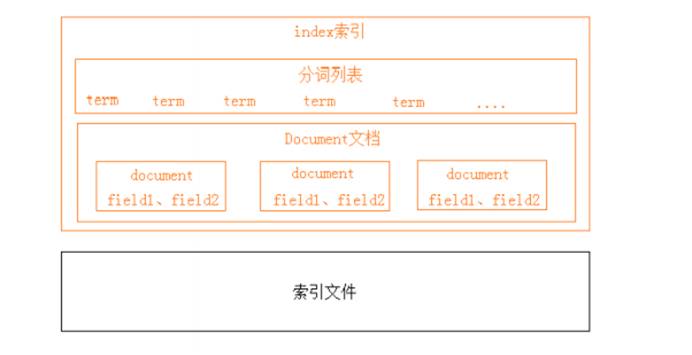 index索引
分词列表
term term term term term ....
Document文档
document document document
field1、field2 field1、field2 field1、field2
索引文件